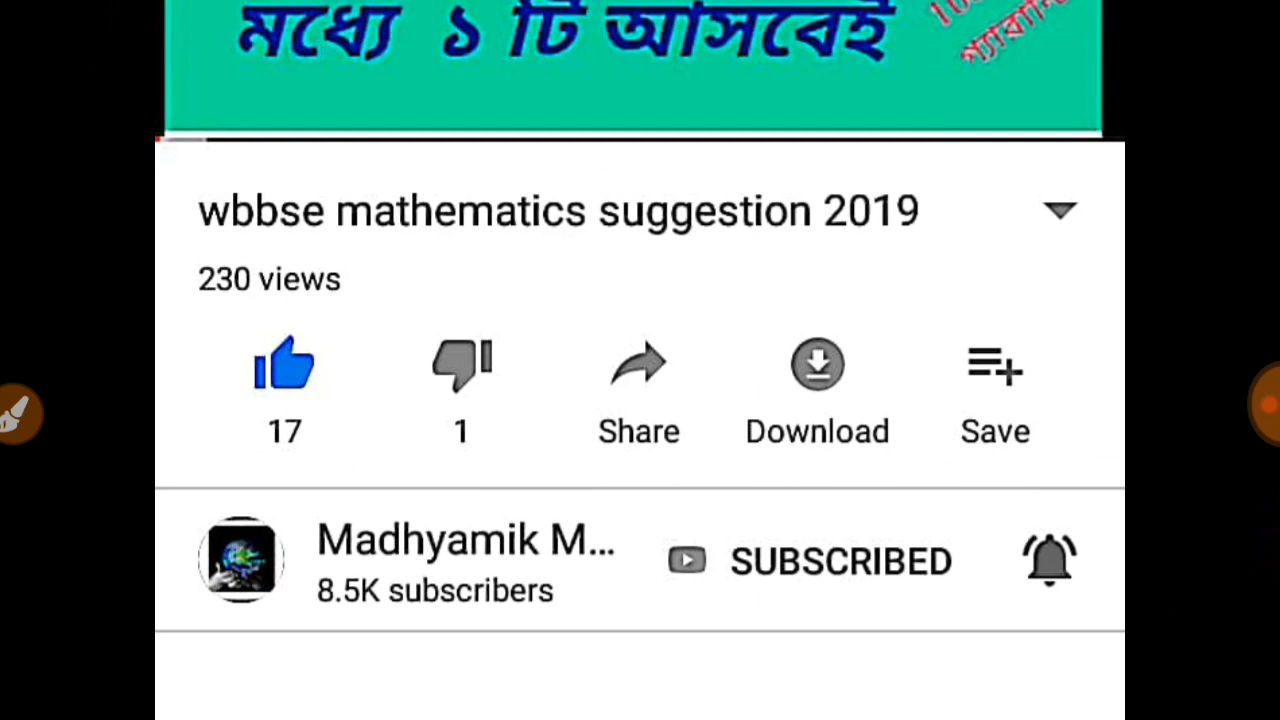 মধ্যে ১ টি আসবেই
wbbse mathematics suggestion 2019
230 views
17
1
Share
Download
Save
Madhyamik M...
8.5K subscribers
SUBSCRIBED